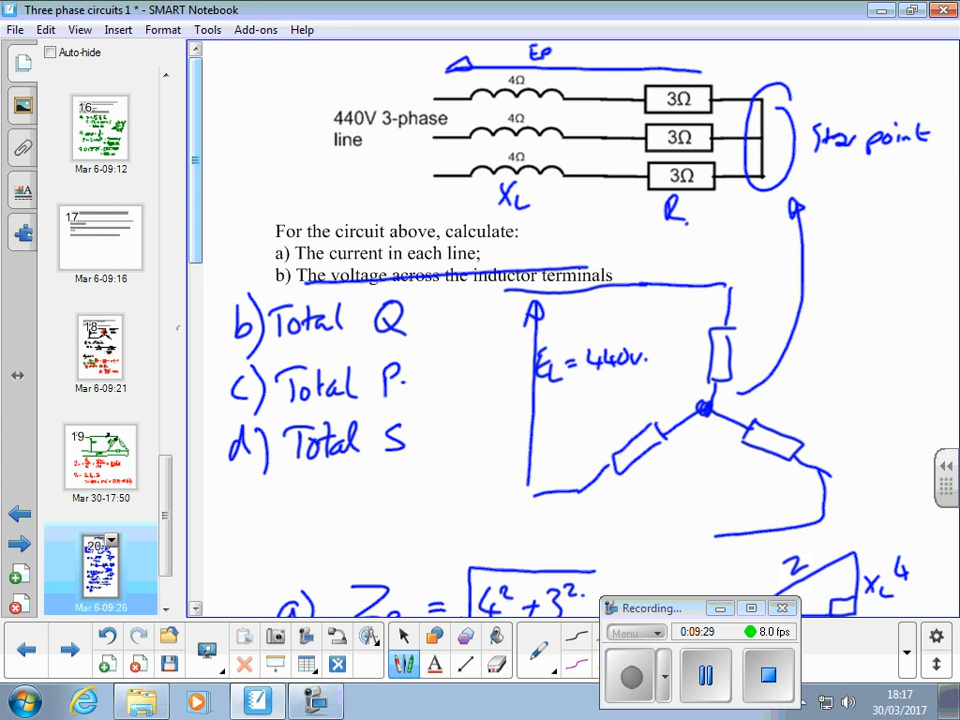 Three phase circuits 1 * - SMART Notebook
File Edit View Insert Format Tools Add-ons Help
Auto-hide
16
Mar 6-09:12
17
Mar 6-09:16
18
Mar 6-09:21
19
Mar 30-17:50
20
Mar 6-09:26
EP
4Ω
3Ω
440V 3-phase
line
4Ω
3Ω
Star point
4Ω
3Ω
XL
R
For the circuit above, calculate:
a) The current in each line;
b) The voltage across the inductor terminals
b) Total Q
EL = 440v.
c) Total P.
d) Total S
Z
XL 4
a)
= √4² + 3².
Recording...
Menu
0:09:29
8.0 fps
A
18:17
30/03/2017